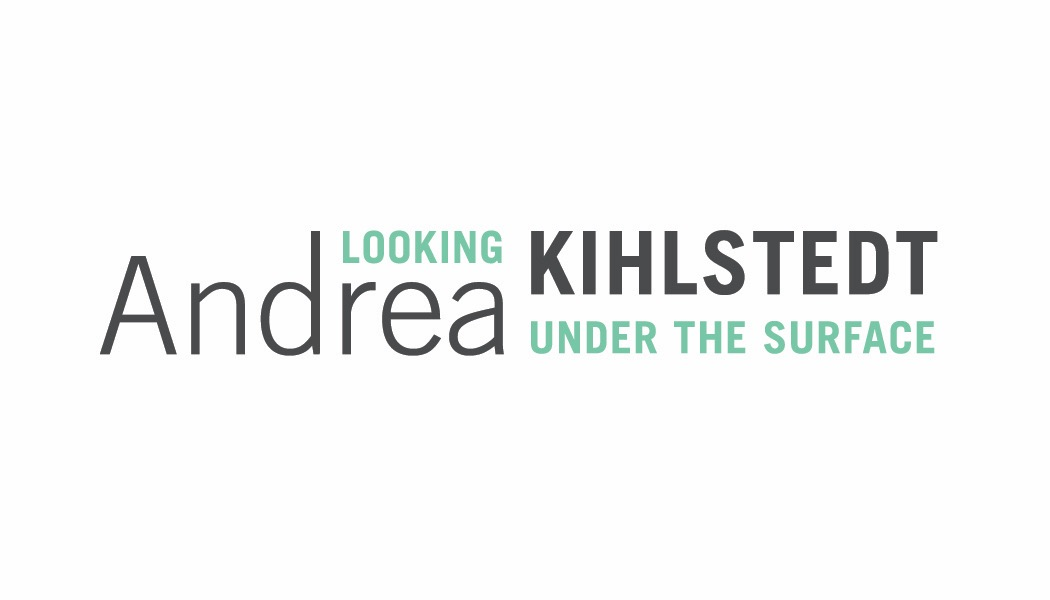 Andrea KIHLSTEDT
LOOKING UNDER THE SURFACE